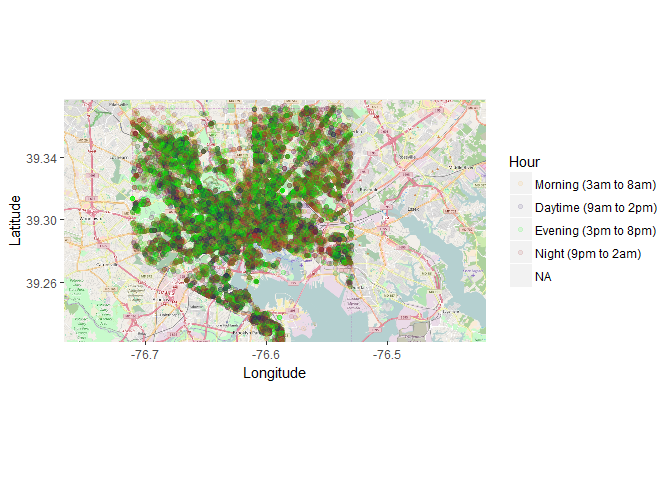 Hour
Morning (3am to 8am)
Daytime (9am to 2pm)
Evening (3pm to 8pm)
Night (9pm to 2am)
NA
Latitude
39.34
39.30
39.26
-76.7
-76.6
-76.5
Longitude